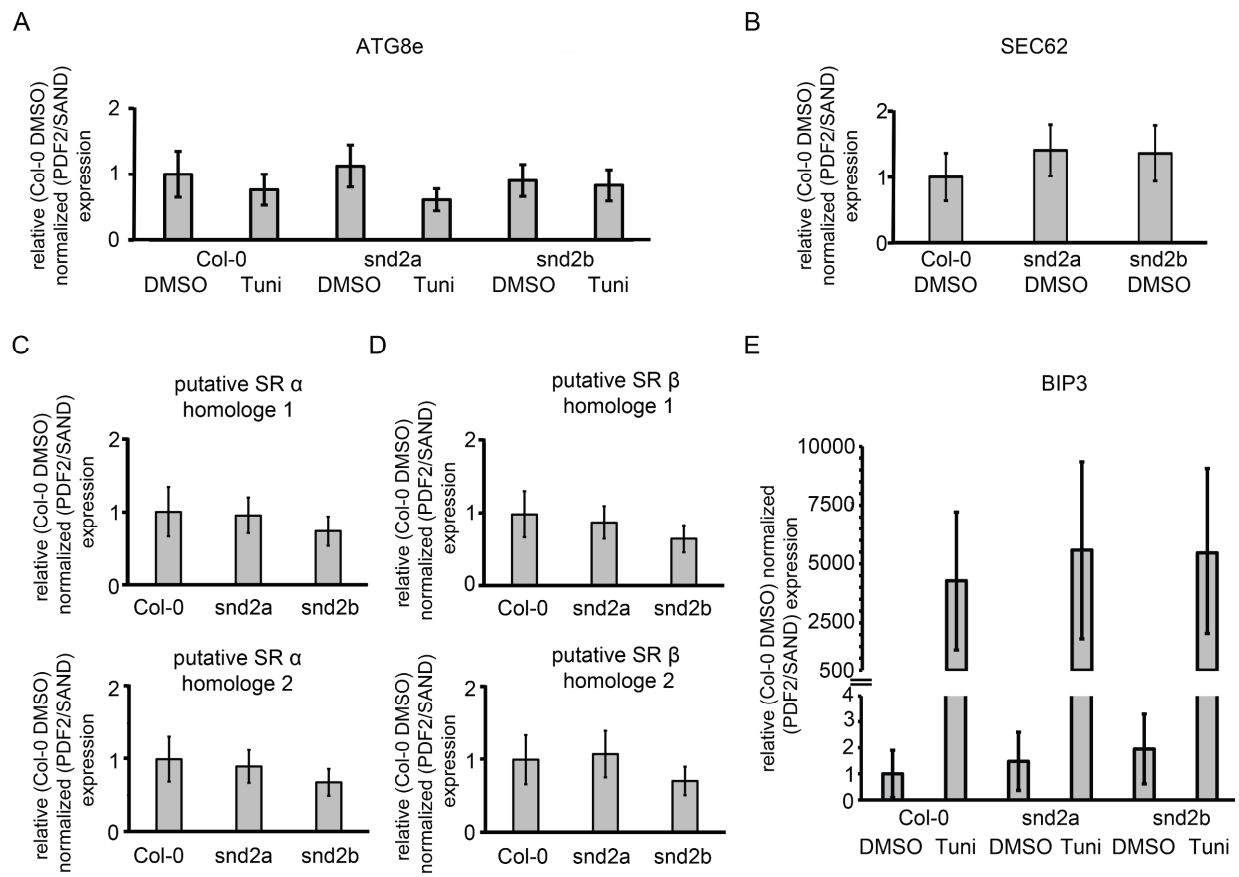 A
ATG8e
relative (Col-0 DMSO)
normalized (PDF2/SAND)
expression
2
1
0
Col-0 snd2a snd2b
DMSO Tuni DMSO Tuni DMSO Tuni
B
SEC62
relative (Col-0 DMSO)
normalized (PDF2/SAND)
expression
2
1
0
Col-0 snd2a snd2b
DMSO DMSO DMSO
C
putative SR α
homologe 1
relative (Col-0 DMSO)
normalized (PDF2/SAND)
expression
2
1
0
Col-0 snd2a snd2b
putative SR α
homologe 2
relative (Col-0 DMSO)
normalized (PDF2/SAND)
expression
2
1
0
Col-0 snd2a snd2b
D
putative SR β
homologe 1
relative (Col-0 DMSO)
normalized (PDF2/SAND)
expression
2
1
0
Col-0 snd2a snd2b
putative SR β
homologe 2
relative (Col-0 DMSO)
normalized (PDF2/SAND)
expression
2
1
0
Col-0 snd2a snd2b
E
BIP3
relative (Col-0 DMSO) normalized
(PDF2/SAND) expression
10000
7500
5000
2500
500
4
3
2
1
0
Col-0 snd2a snd2b
DMSO Tuni DMSO Tuni DMSO Tuni